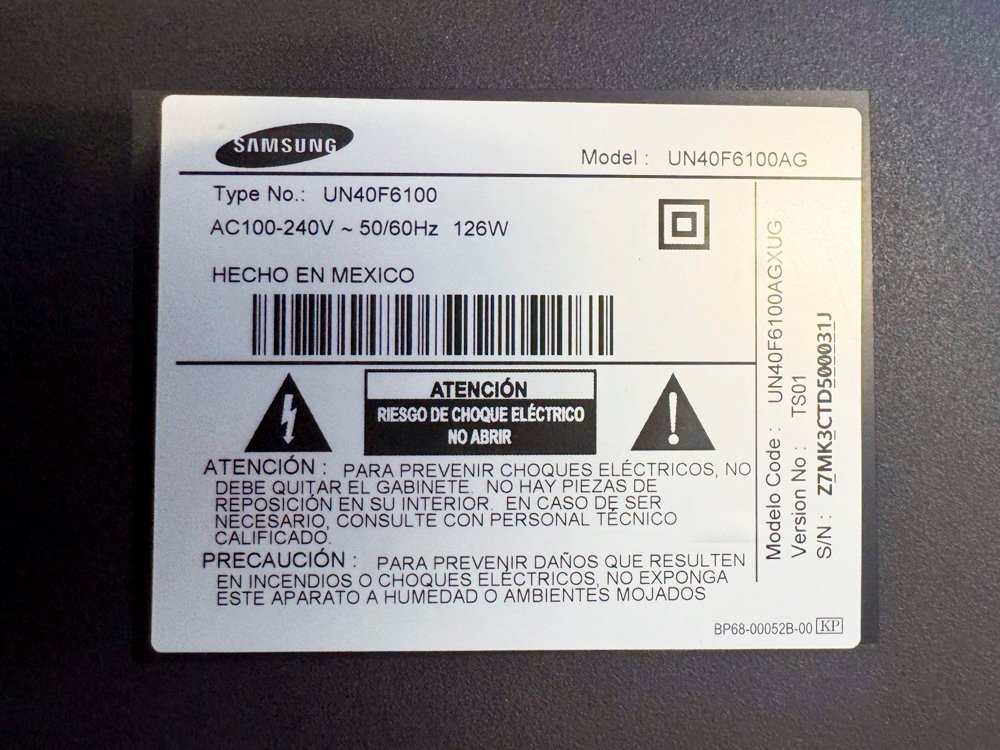 SAMSUNG
Model : UN40F6100AG
Type No.: UN40F6100
AC100-240V ~ 50/60Hz 126W
HECHO EN MEXICO
ATENCIÓN
RIESGO DE CHOQUE ELÉCTRICO
NO ABRIR
ATENCIÓN : PARA PREVENIR CHOQUES ELÉCTRICOS, NO
DEBE QUITAR EL GABINETE. NO HAY PIEZAS DE
REPOSICIÓN EN SU INTERIOR. EN CASO DE SER
NECESARIO, CONSULTE CON PERSONAL TÉCNICO
CALIFICADO.
PRECAUCIÓN : PARA PREVENIR DAÑOS QUE RESULTEN
EN INCENDIOS O CHOQUES ELÉCTRICOS, NO EXPONGA
ESTE APARATO A HUMEDAD O AMBIENTES MOJADOS
Modelo Code : UN40F6100AGXUG
Version No : TS01
S/N : Z7MK3CTD500031J
BP68-00052B-00 KP